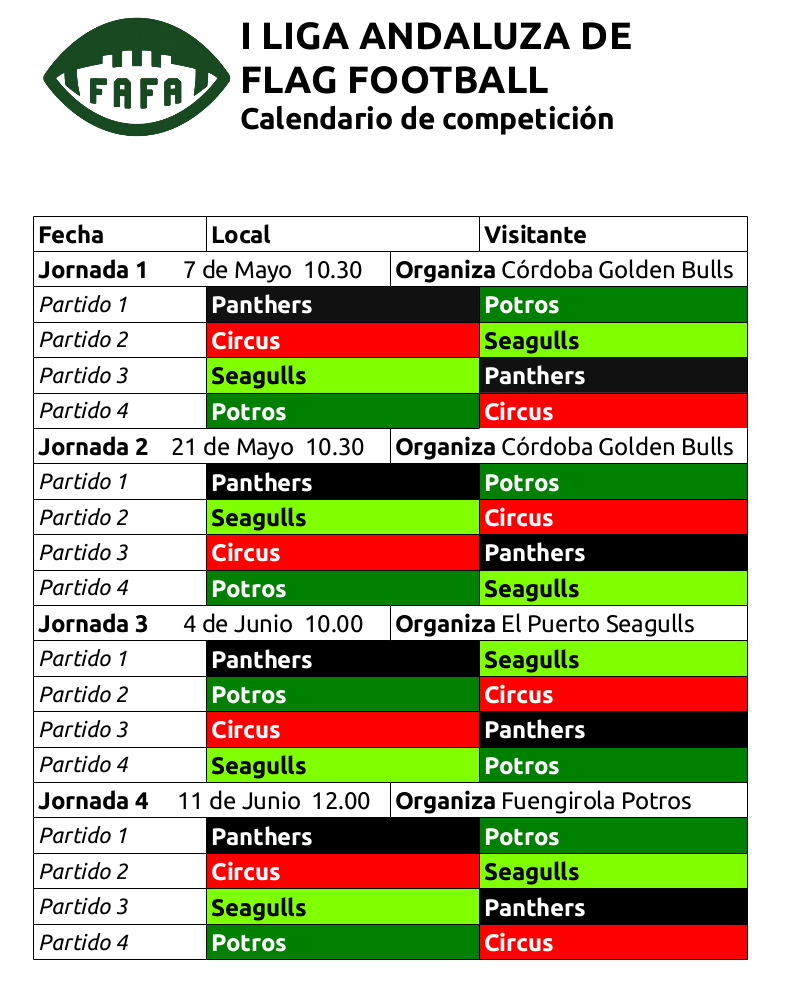 FAFA
I LIGA ANDALUZA DE
FLAG FOOTBALL
Calendario de competición
Fecha Local Visitante
Jornada 1 7 de Mayo 10.30 Organiza Córdoba Golden Bulls
Partido 1 Panthers Potros
Partido 2 Circus Seagulls
Partido 3 Seagulls Panthers
Partido 4 Potros Circus
Jornada 2 21 de Mayo 10.30 Organiza Córdoba Golden Bulls
Partido 1 Panthers Potros
Partido 2 Seagulls Circus
Partido 3 Circus Panthers
Partido 4 Potros Seagulls
Jornada 3 4 de Junio 10.00 Organiza El Puerto Seagulls
Partido 1 Panthers Seagulls
Partido 2 Potros Circus
Partido 3 Circus Panthers
Partido 4 Seagulls Potros
Jornada 4 11 de Junio 12.00 Organiza Fuengirola Potros
Partido 1 Panthers Potros
Partido 2 Circus Seagulls
Partido 3 Seagulls Panthers
Partido 4 Potros Circus